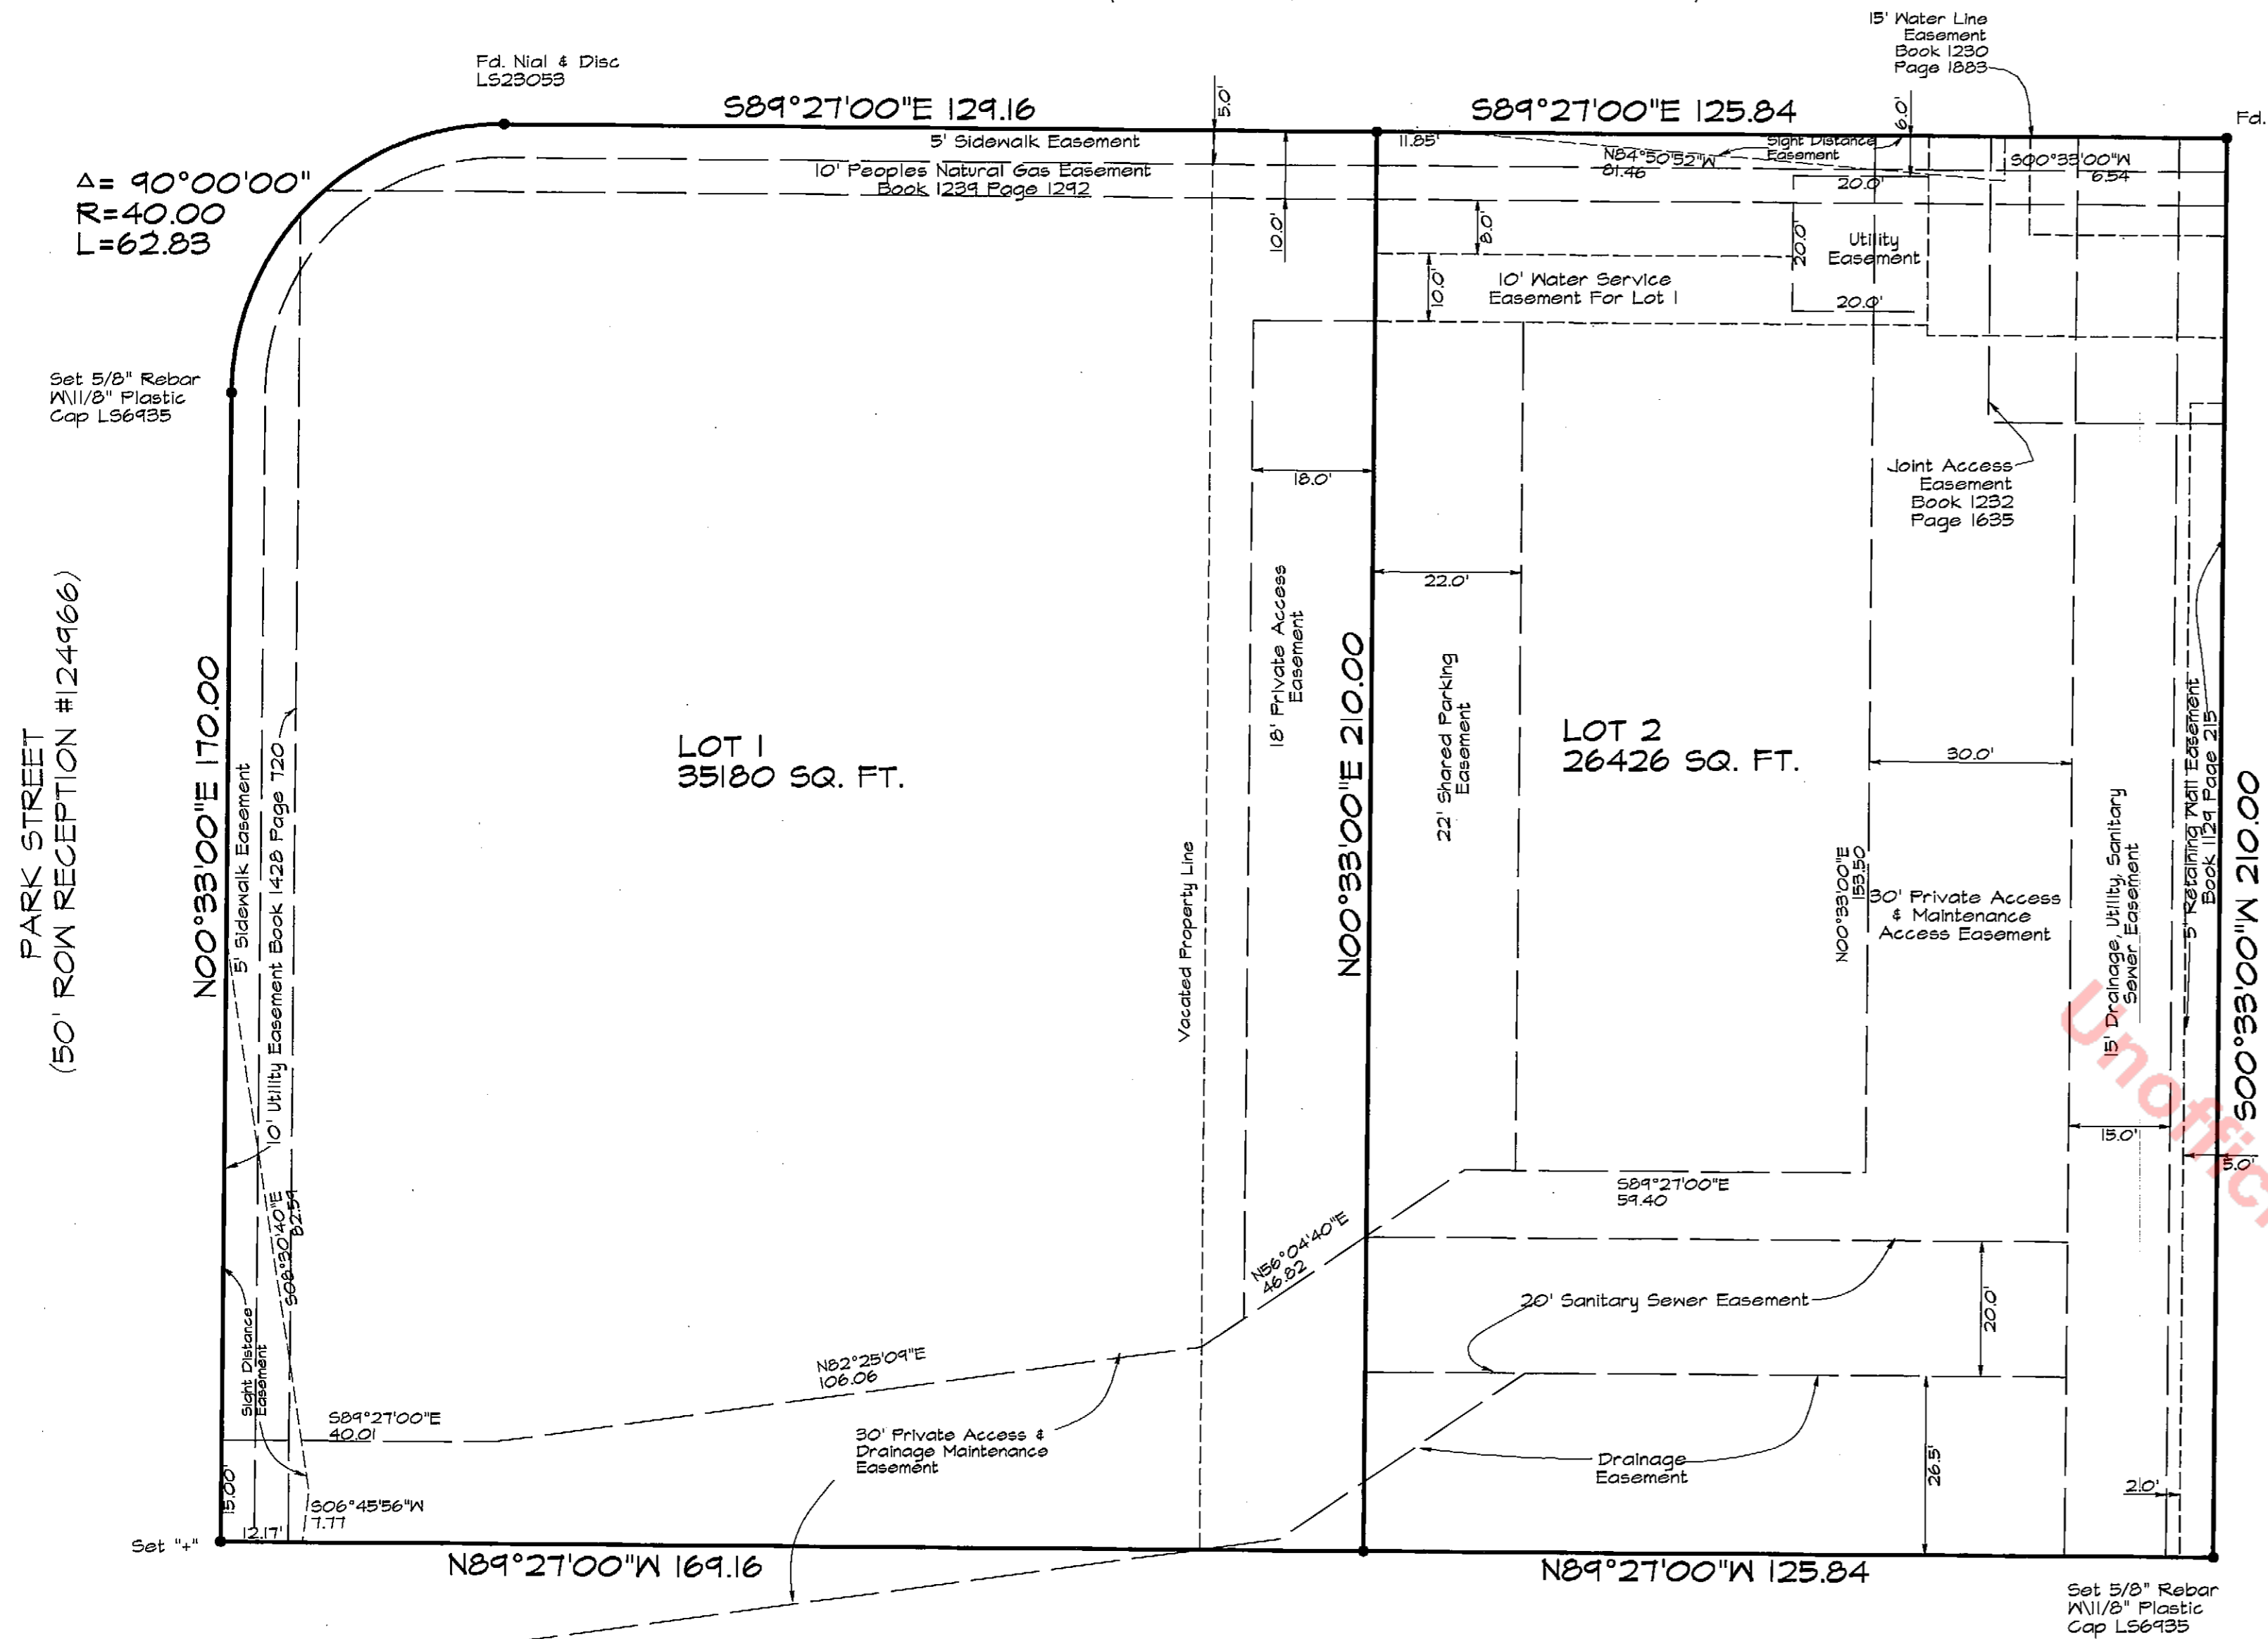 15' Water Line
Easement
Book 1230
Page 1883
Fd. Nial & Disc
LS23053
S89°27'00"E 129.16
5.0'
S89°27'00"E 125.84
6.0'
Fd.
5' Sidewalk Easement
11.85'
Sight Distance
Easement
N84°50'52"W
81.46
S00°33'00"W
6.54
10' Peoples Natural Gas Easement
Book 1239 Page 1292
20.0'
Δ= 90°00'00"
R=40.00
L=62.83
10.0'
8.0'
20.0'
Utility
Easement
10.0'
10' Water Service
Easement For Lot 1
20.0'
Set 5/8" Rebar
W\11/8" Plastic
Cap LS6935
18.0'
Joint Access
Easement
Book 1232
Page 1635
22.0'
PARK STREET
(50' ROW RECEPTION #124966)
N00°33'00"E 170.00
5' Sidewalk Easement
10' Utility Easement Book 1428 Page 720
LOT 1
35180 SQ. FT.
Vacated Property Line
18' Private Access
Easement
N00°33'00"E 210.00
22' Shared Parking
Easement
LOT 2
26426 SQ. FT.
30.0'
N00°33'00"E
153.50
30' Private Access
& Maintenance
Access Easement
15' Drainage, Utility, Sanitary
Sewer Easement
5' Retaining Wall Easement
Book 1129 Page 215
S00°33'00"W 210.00
15.0'
5.0'
S89°27'00"E
59.40
S08°30'40"E
82.59
N56°04'40"E
46.82
20' Sanitary Sewer Easement
20.0'
Sight Distance
Easement
N82°25'09"E
106.06
S89°27'00"E
40.01
30' Private Access &
Drainage Maintenance
Easement
Drainage
Easement
26.5'
2.0'
15.00'
S06°45'56"W
7.77
12.17'
Set "+"
N89°27'00"W 169.16
N89°27'00"W 125.84
Set 5/8" Rebar
W\11/8" Plastic
Cap LS6935
Unoffic